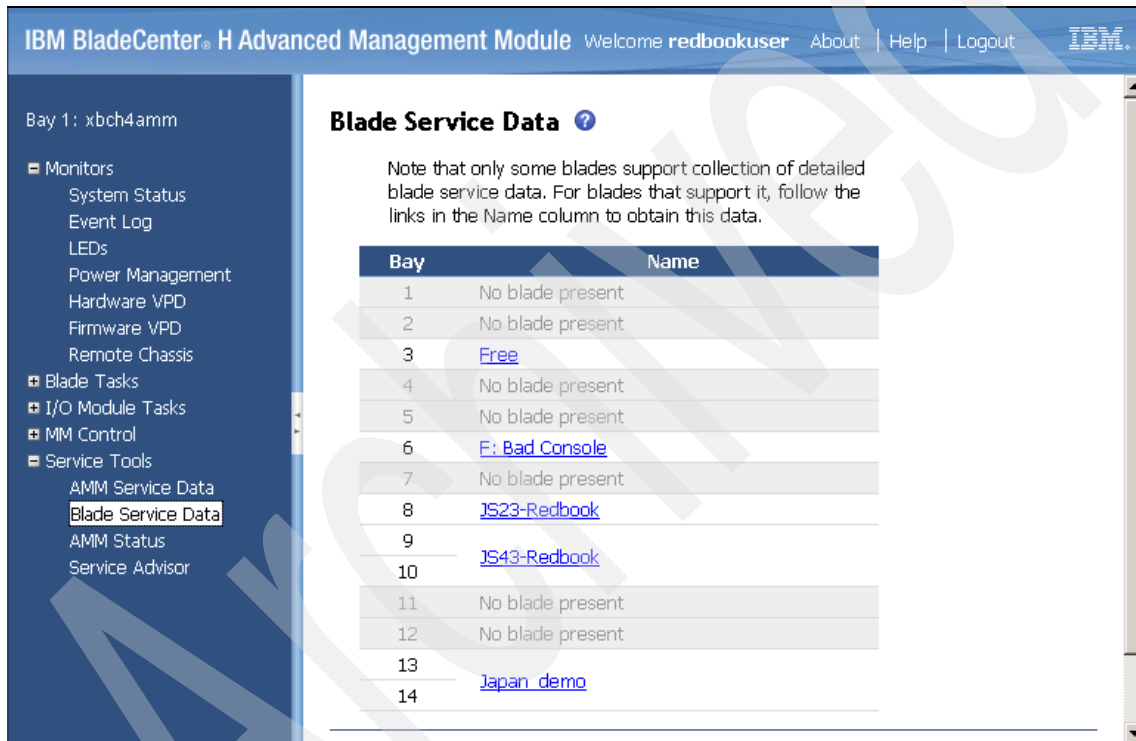 IBM BladeCenter® H Advanced Management Module Welcome redbookuser About | Help | Logout IBM.
Bay 1: xbch4amm
Monitors
System Status
Event Log
LEDs
Power Management
Hardware VPD
Firmware VPD
Remote Chassis
Blade Tasks
I/O Module Tasks
MM Control
Service Tools
AMM Service Data
Blade Service Data
AMM Status
Service Advisor
Blade Service Data ?
Note that only some blades support collection of detailed
blade service data. For blades that support it, follow the
links in the Name column to obtain this data.
Bay Name
1 No blade present
2 No blade present
3 Free
4 No blade present
5 No blade present
6 F: Bad Console
7 No blade present
8 JS23-Redbook
9
JS43-Redbook
10
11 No blade present
12 No blade present
13
Japan_demo
14
Archived